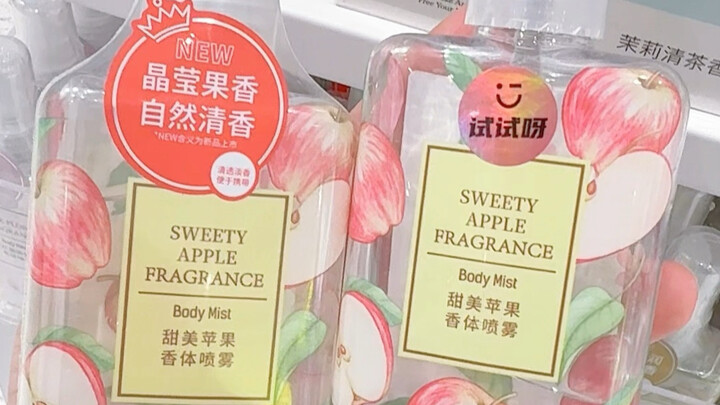 NEW
晶莹果香
自然清香
*NEW含义为新品上市
清透淡香
便于携带
SWEETY
APPLE
FRAGRANCE
Body Mist
甜美苹果
香体喷雾
试试呀
SWEETY
APPLE
FRAGRANCE
Body Mist
甜美苹果
香体喷雾
茉莉清茶香